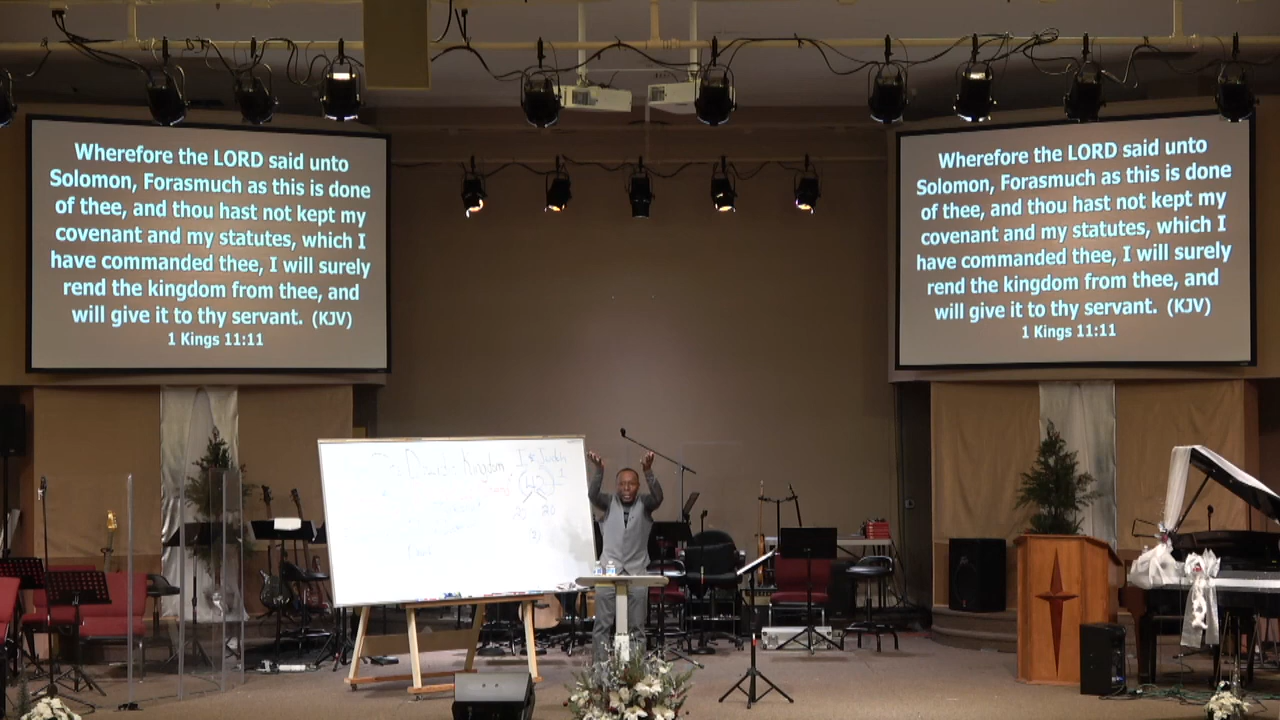 Wherefore the LORD said unto
Solomon, Forasmuch as this is done
of thee, and thou hast not kept my
covenant and my statutes, which I
have commanded thee, I will surely
rend the kingdom from thee, and
will give it to thy servant. (KJV)
1 Kings 11:11
Wherefore the LORD said unto
Solomon, Forasmuch as this is done
of thee, and thou hast not kept my
covenant and my statutes, which I
have commanded thee, I will surely
rend the kingdom from thee, and
will give it to thy servant. (KJV)
1 Kings 11:11
David's Kingdom
Judah